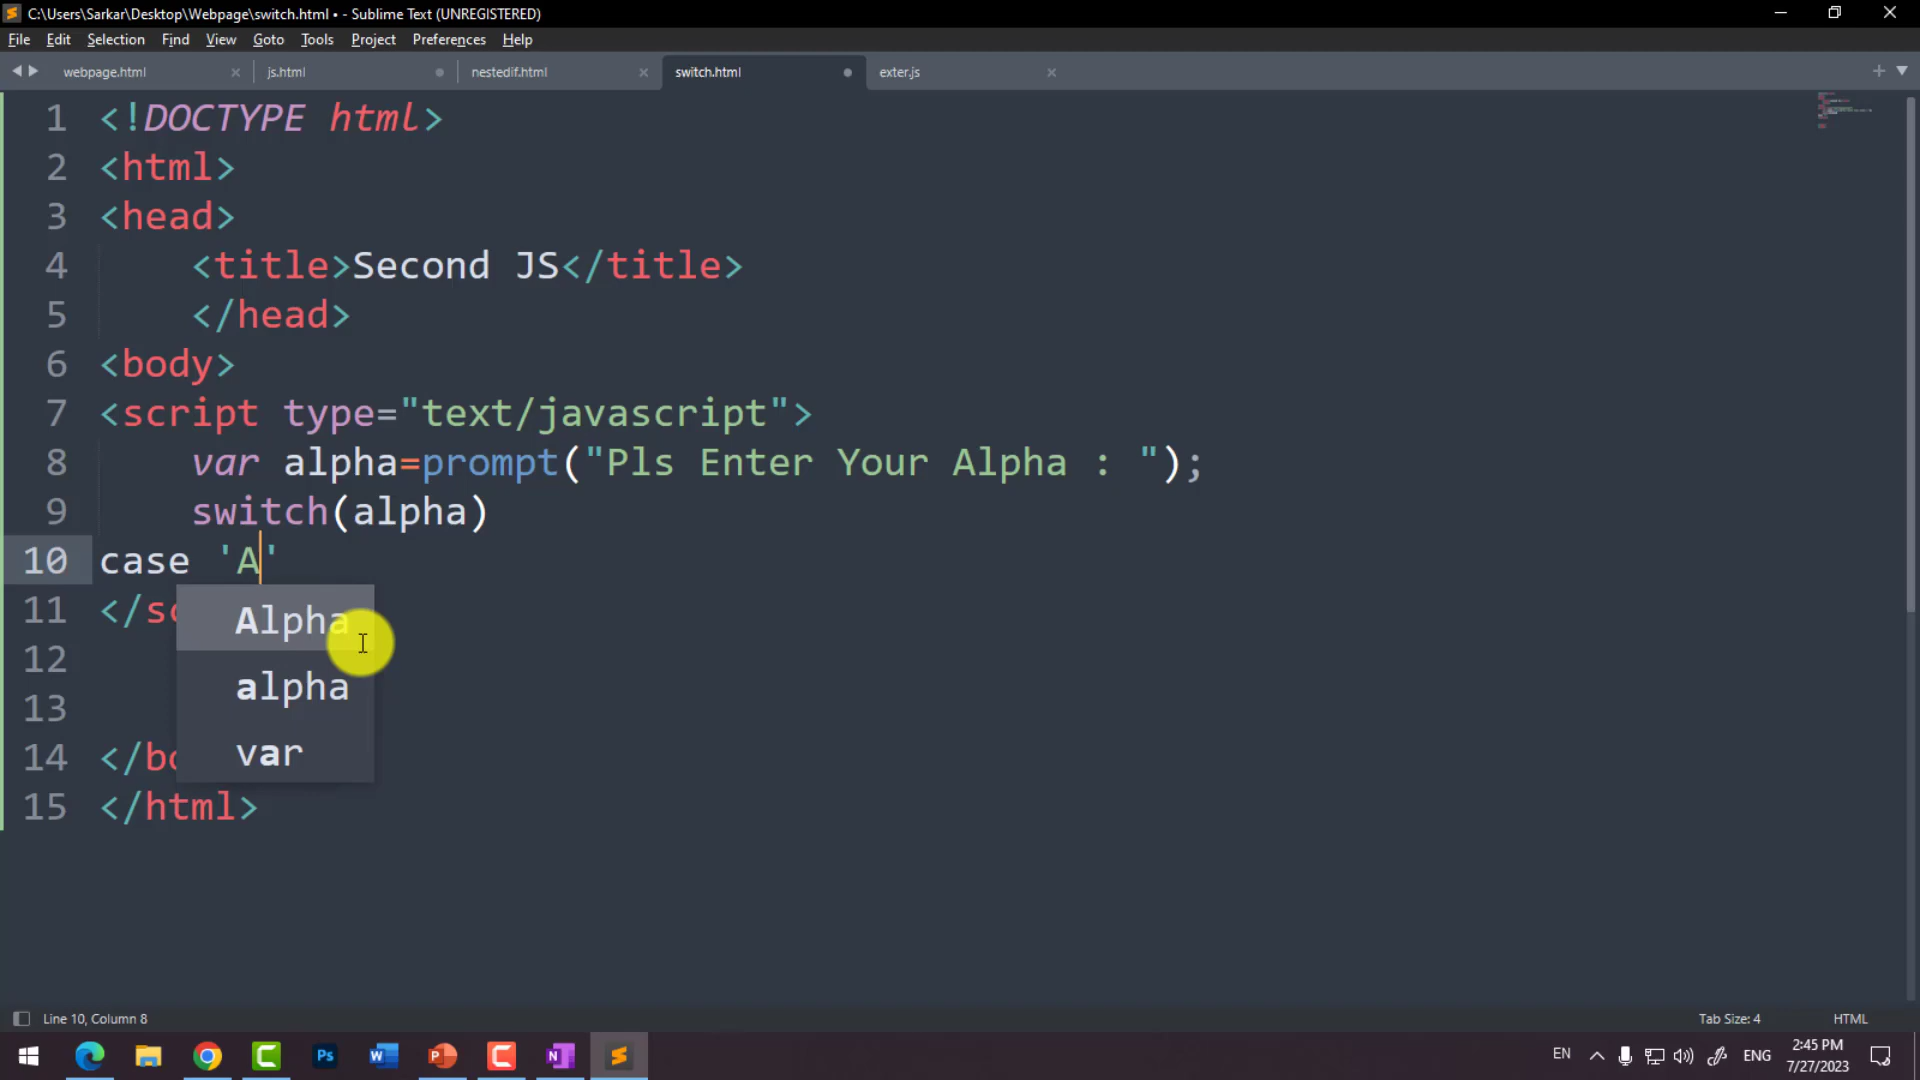 C:\Users\Sarkar\Desktop\Webpage\switch.html • - Sublime Text (UNREGISTERED)
File Edit Selection Find View Goto Tools Project Preferences Help
webpage.html js.html nestedif.html switch.html exter.js
1 <!DOCTYPE html>
2 <html>
3 <head>
4 <title>Second JS</title>
5 </head>
6 <body>
7 <script type="text/javascript">
8 var alpha=prompt("Pls Enter Your Alpha : ");
9 switch(alpha)
10 case 'A'
11 </sc
Alpha
12
alpha
13
var
14 </bo
15 </html>
Line 10, Column 8
Tab Size: 4 HTML
EN ENG 2:45 PM
7/27/2023